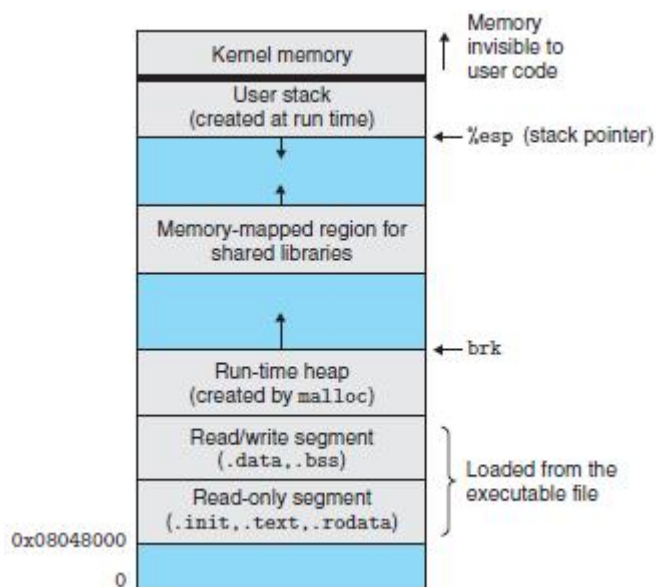 Kernel memory
Memory
invisible to
user code
User stack
(created at run time)
%esp (stack pointer)
Memory-mapped region for
shared libraries
brk
Run-time heap
(created by malloc)
Read/write segment
(.data,.bss)
Loaded from the
executable file
Read-only segment
(.init,.text,.rodata)
0x08048000
0